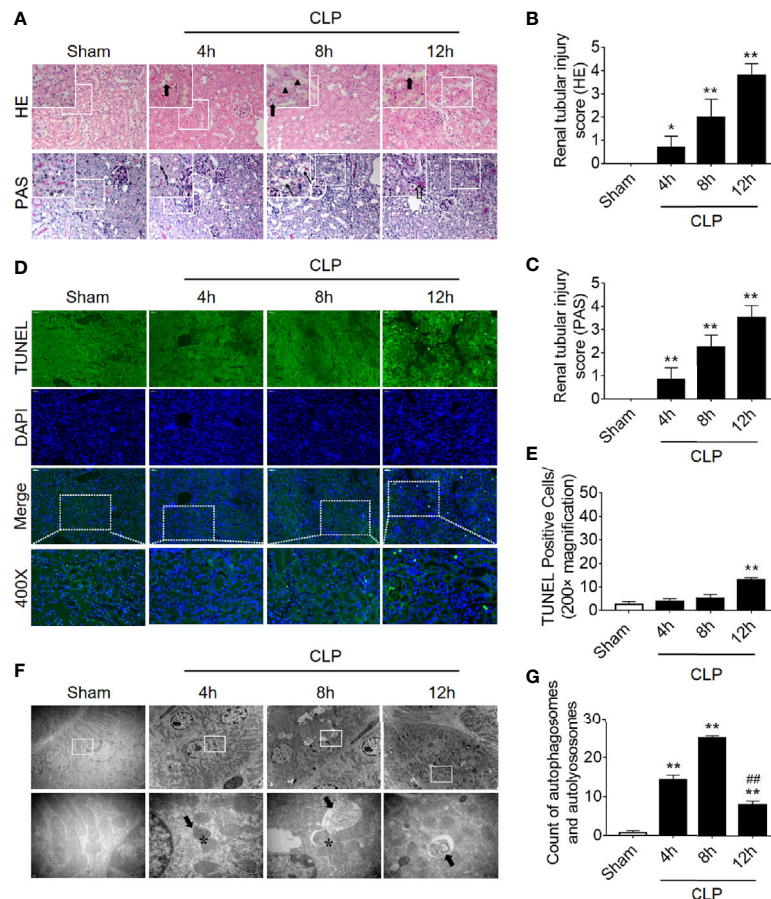 A
CLP
Sham
4h
8h
12h
HE
PAS
B
Renal tubular injury
score (HE)
5
4
3
2
1
0
*
**
**
Sham
4h
8h
12h
CLP
C
Renal tubular injury
score (PAS)
5
4
3
2
1
0
**
**
**
Sham
4h
8h
12h
CLP
D
CLP
Sham
4h
8h
12h
TUNEL
DAPI
Merge
400X
E
TUNEL Positive Cells/
(200× magnification)
50
40
30
20
10
0
**
Sham
4h
8h
12h
CLP
F
CLP
Sham
4h
8h
12h
*
*
G
Count of autophagosomes
and autolyososomes
30
20
10
0
**
**
##
**
Sham
4h
8h
12h
CLP